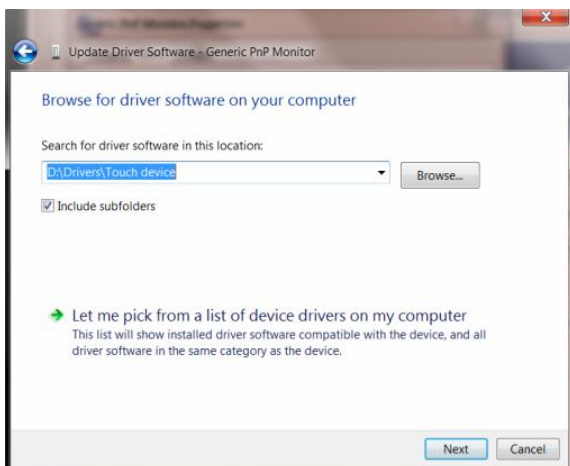 Update Driver Software - Generic PnP Monitor
Browse for driver software on your computer
Search for driver software in this location:
D:\Drivers\Touch device
Browse...
Include subfolders
Let me pick from a list of device drivers on my computer
This list will show installed driver software compatible with the device, and all
driver software in the same category as the device.
Next
Cancel